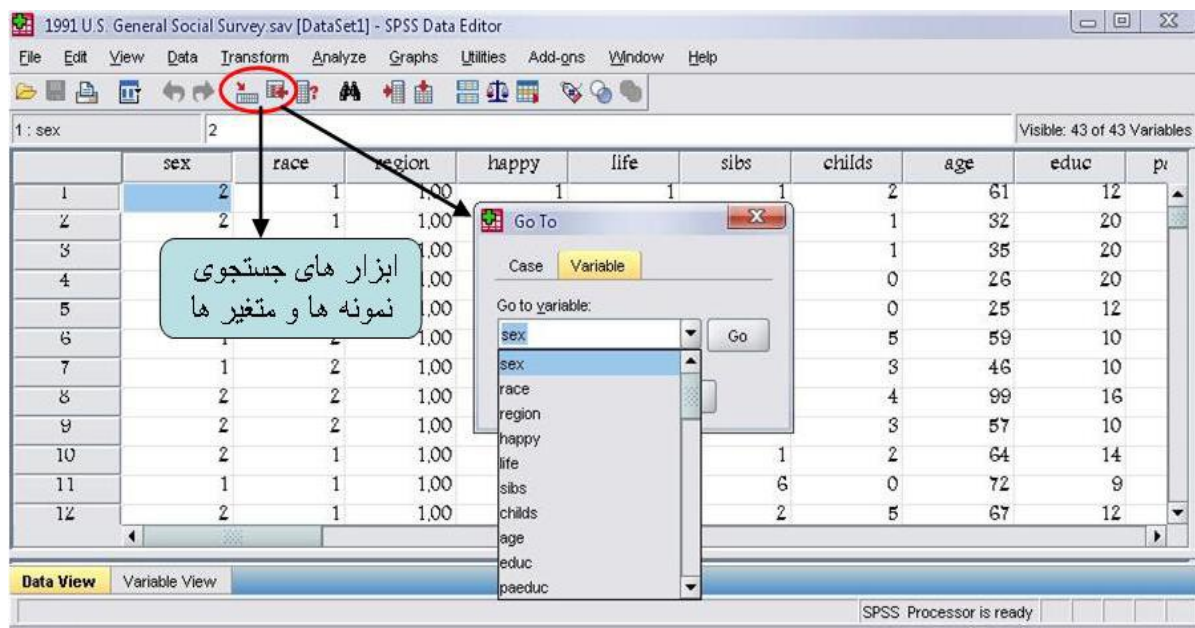 1991 U.S. General Social Survey.sav [DataSet1] - SPSS Data Editor
File Edit View Data Transform Analyze Graphs Utilities Add-ons Window Help
1 : sex 2 Visible: 43 of 43 Variables
sex race region happy life sibs childs age educ
1 2 1 1,00 1 1 1 2 61 12
2 2 1 1,00 1 32 20
3 1,00 1 35 20
4 1,00 0 26 20
5 1,00 0 25 12
6 1,00 5 59 10
7 1 2 1,00 3 46 10
8 2 2 1,00 4 99 16
9 2 2 1,00 3 57 10
10 2 1 1,00 1 2 64 14
11 1 1 1,00 6 0 72 9
12 2 1 1,00 2 5 67 12
ابزار های جستجوی
نمونه ها و متغیر ها
Go To
Case Variable
Go to variable:
sex Go
sex
race
region
happy
life
sibs
childs
age
educ
paeduc
Data View Variable View
SPSS Processor is ready